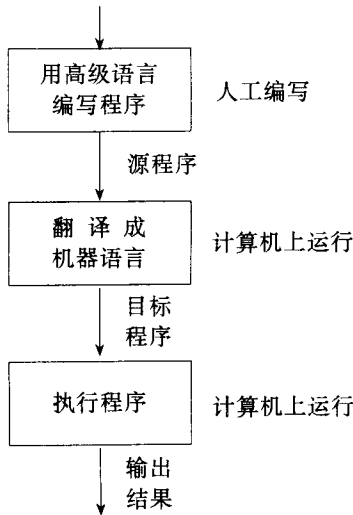 用高级语言
编写程序
人工编写
源程序
翻译成
机器语言
计算机上运行
目标
程序
执行程序
计算机上运行
输出
结果